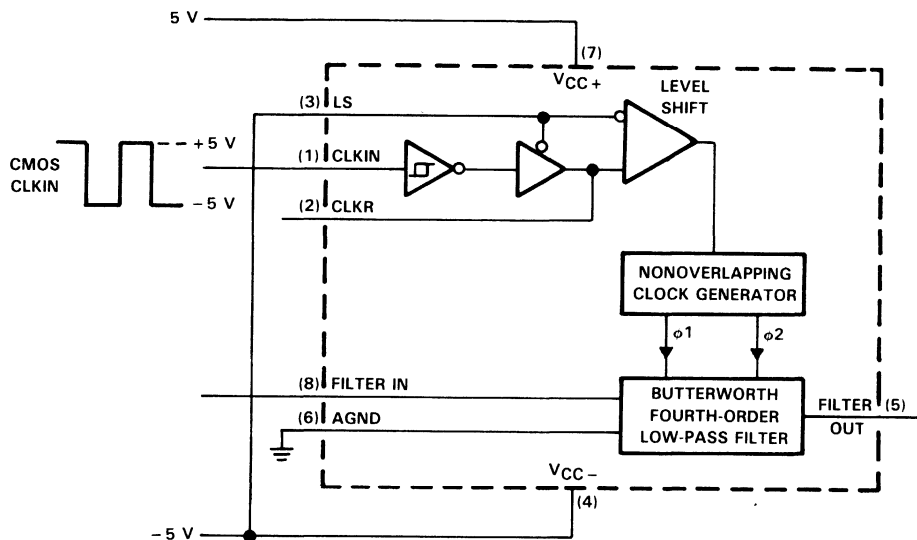 5 V
(7)
VCC+
LEVEL
SHIFT
(3) LS
CMOS
CLKIN
+5 V
-5 V
(1) CLKIN
(2) CLKR
NONOVERLAPPING
CLOCK GENERATOR
φ1
φ2
(8) FILTER IN
(6) AGND
BUTTERWORTH
FOURTH-ORDER
LOW-PASS FILTER
FILTER (5)
OUT
VCC-
(4)
-5 V